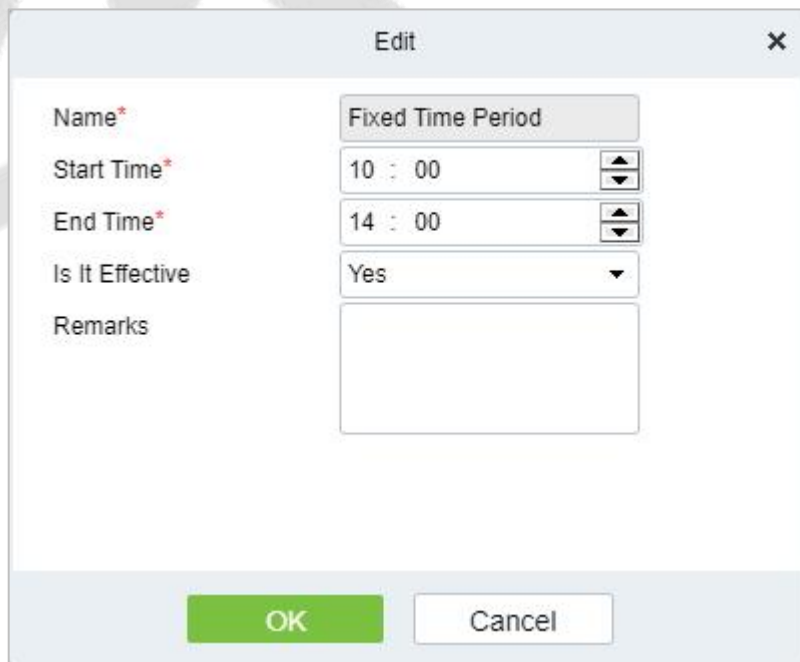 Edit ×
Name* Fixed Time Period
Start Time* 10 : 00
End Time* 14 : 00
Is It Effective Yes
Remarks
OK Cancel